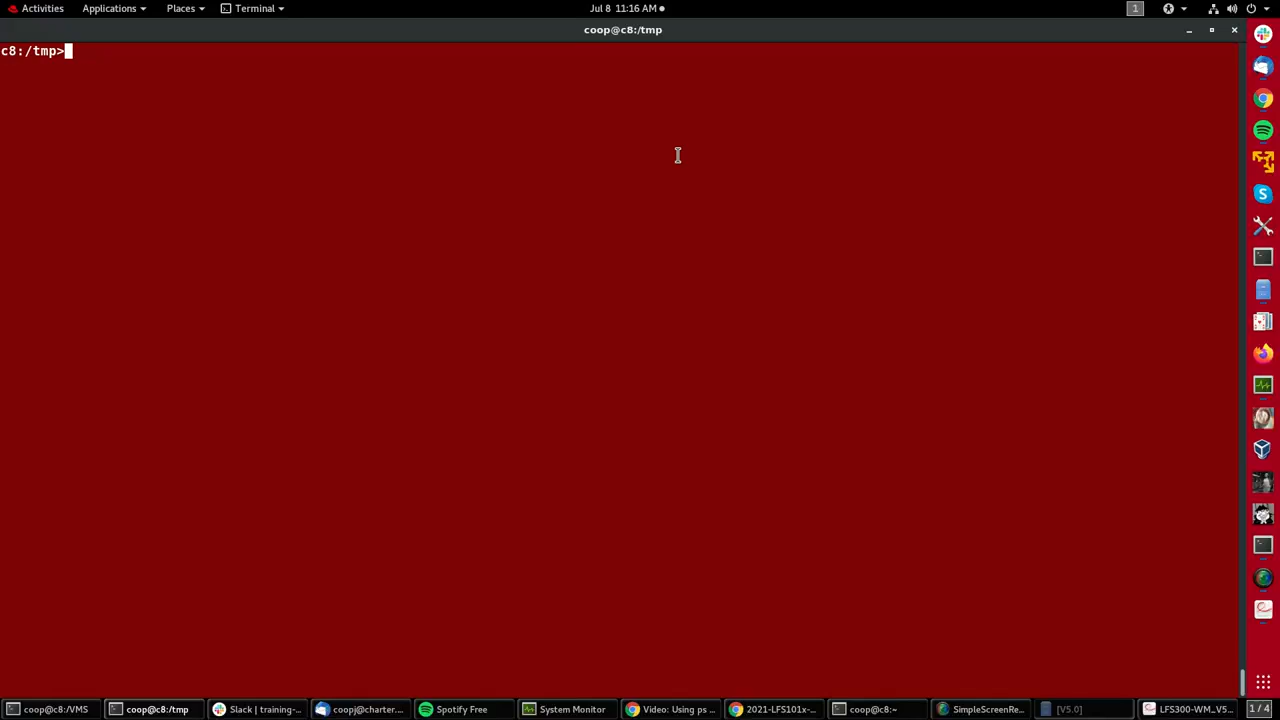 Activities Applications Places Terminal Jul 8 11:16 AM 1
coop@c8:/tmp
c8:/tmp>
coop@c8:/VMS coop@c8:/tmp Slack | training-... coopj@charter.... Spotify Free System Monitor Video: Using ps ... 2021-LFS101x-... coop@c8:~ SimpleScreenRe... [V5.0] LFS300-WM_V5... 1 / 4